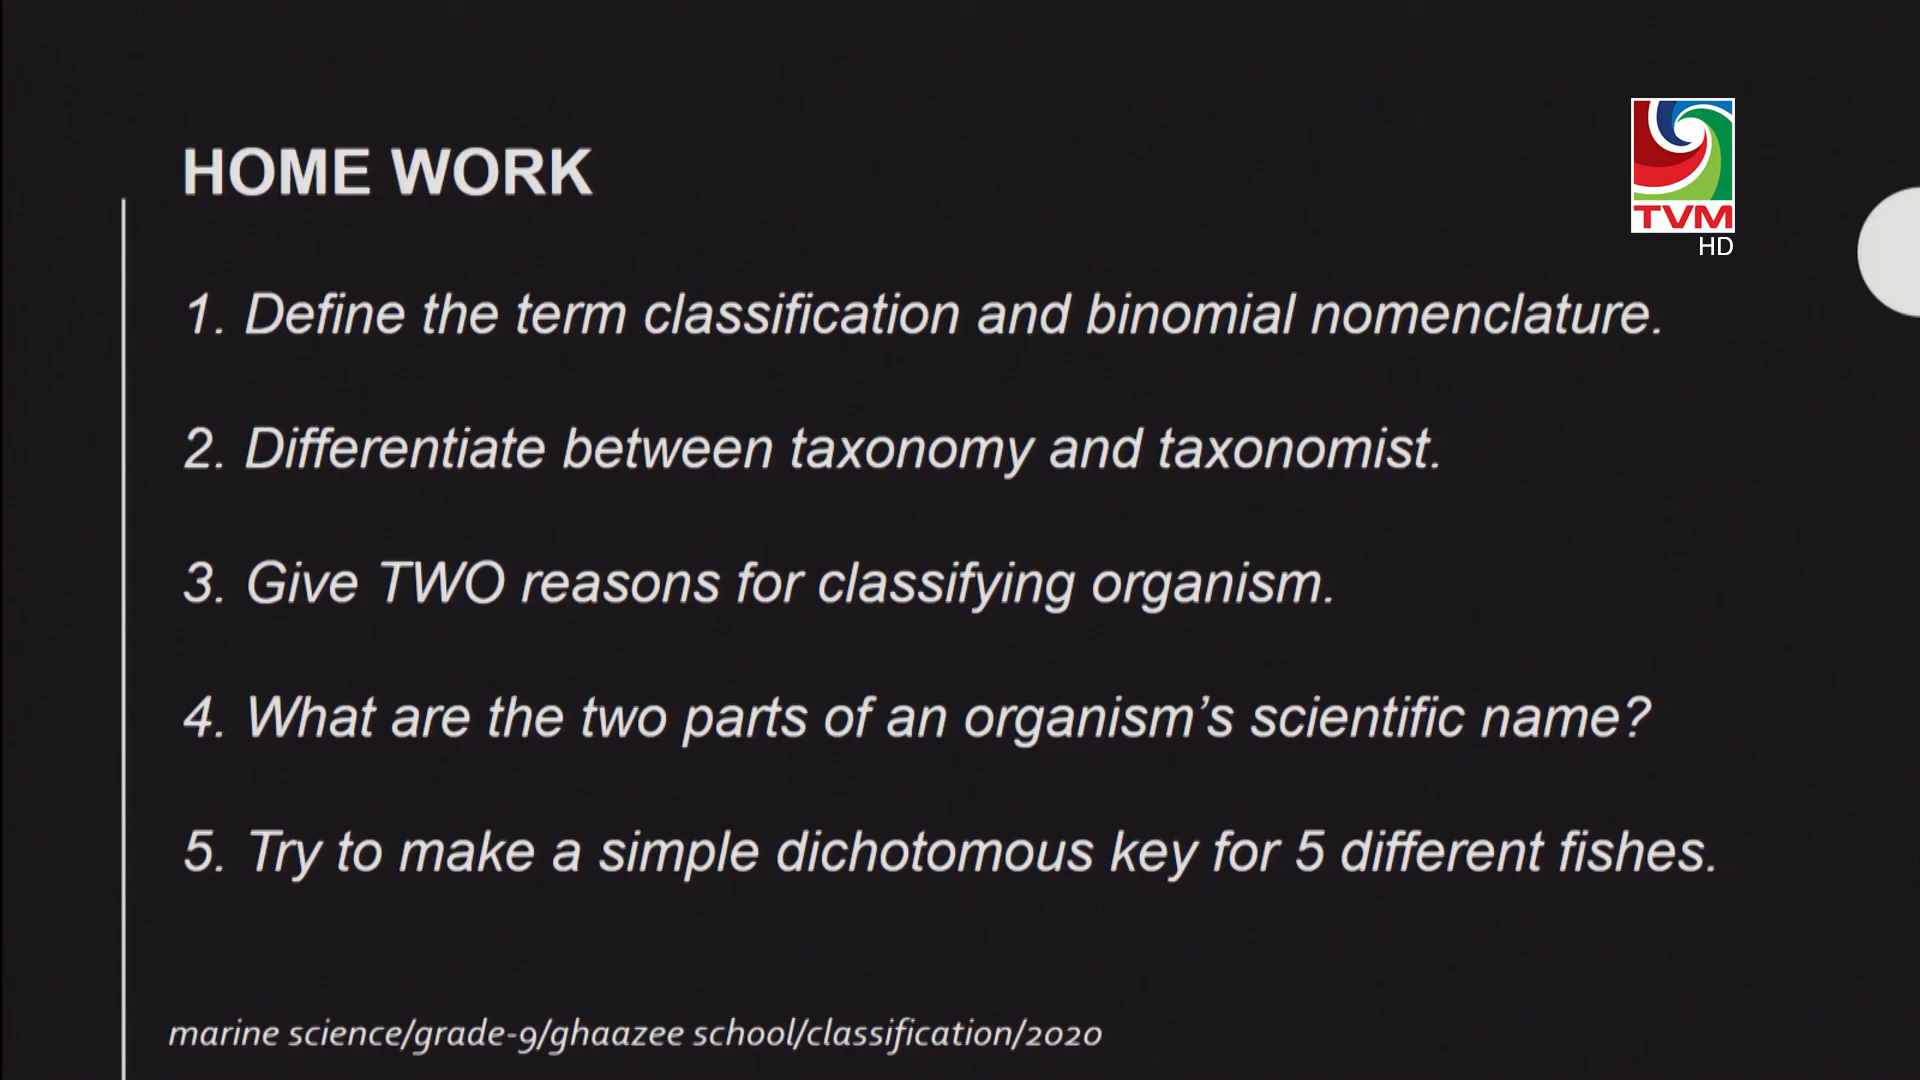 TVM
HD
HOME WORK
1. Define the term classification and binomial nomenclature.
2. Differentiate between taxonomy and taxonomist.
3. Give TWO reasons for classifying organism.
4. What are the two parts of an organism’s scientific name?
5. Try to make a simple dichotomous key for 5 different fishes.
marine science/grade-9/ghaazee school/classification/2020